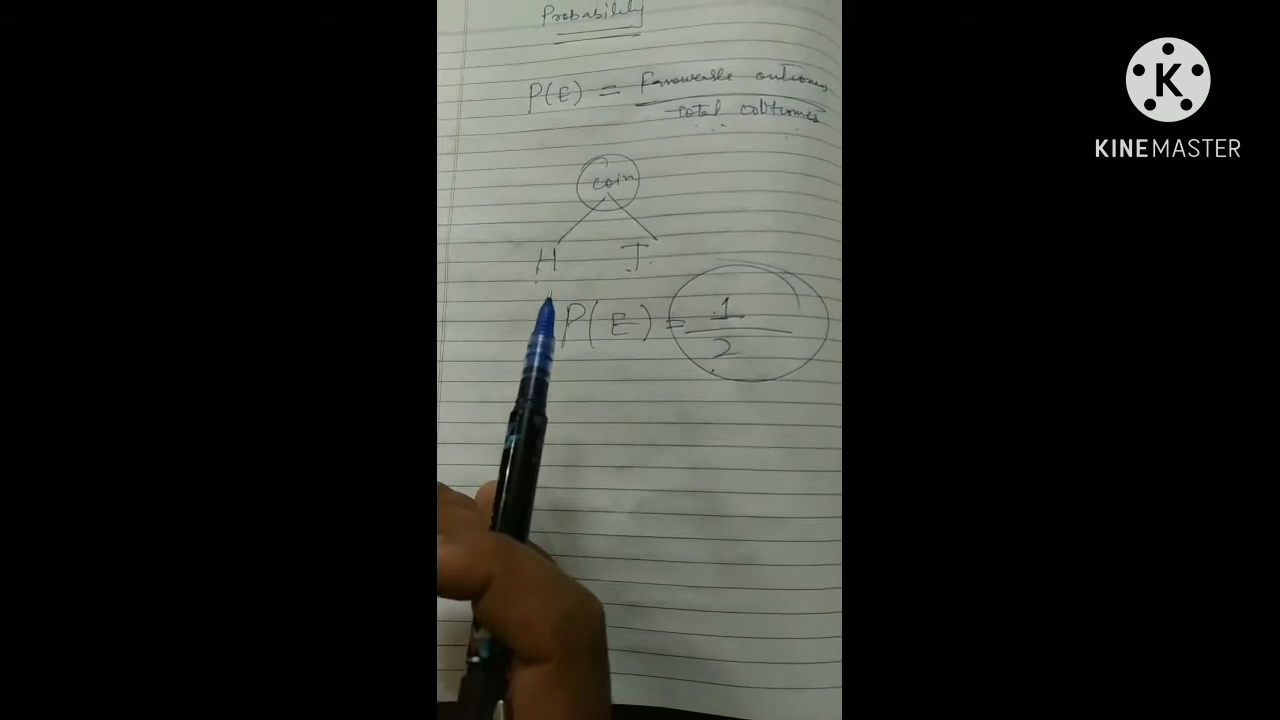 Probability
P(E) = Favourable outcomes
total outcomes
coin
H T
P(E) = 1
2
K
KINEMASTER